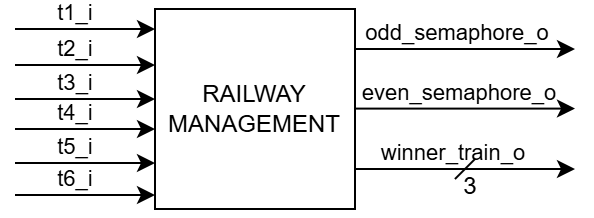 t1_i
t2_i
t3_i
t4_i
t5_i
t6_i
RAILWAY
MANAGEMENT
odd_semaphore_o
even_semaphore_o
winner_train_o
3